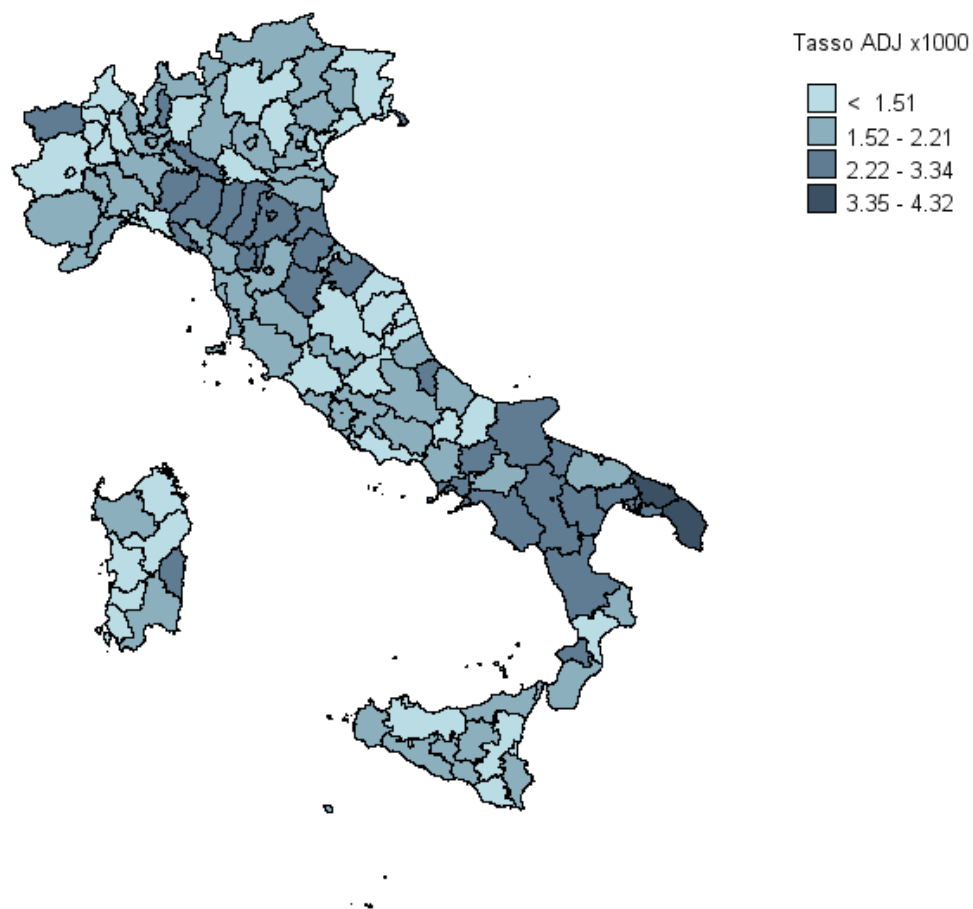 Tasso ADJ x1000
< 1.51
1.52 - 2.21
2.22 - 3.34
3.35 - 4.32